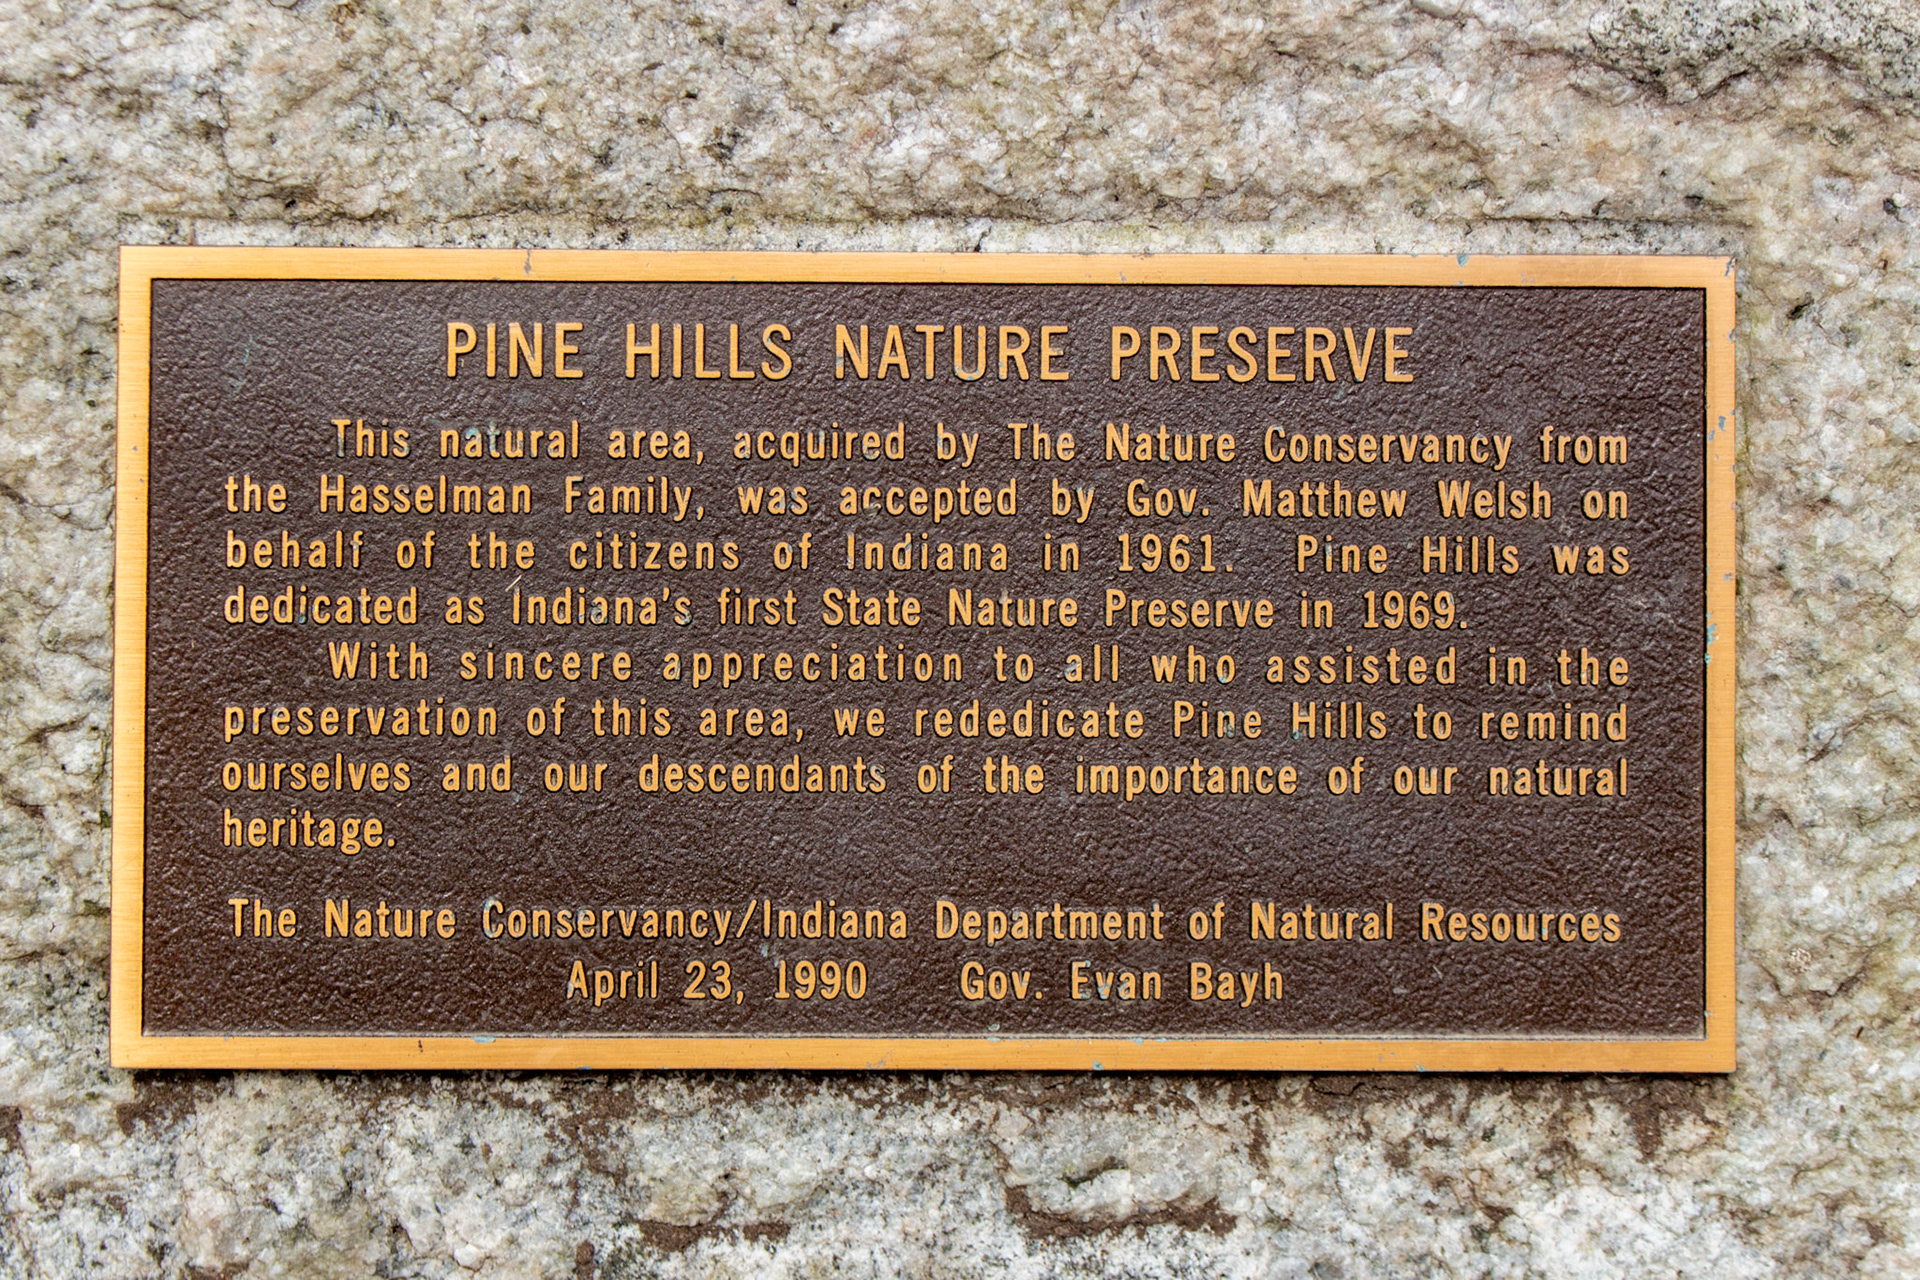 PINE HILLS NATURE PRESERVE
This natural area, acquired by The Nature Conservancy from
the Hasselman Family, was accepted by Gov. Matthew Welsh on
behalf of the citizens of Indiana in 1961. Pine Hills was
dedicated as Indiana's first State Nature Preserve in 1969.
With sincere appreciation to all who assisted in the
preservation of this area, we rededicate Pine Hills to remind
ourselves and our descendants of the importance of our natural
heritage.
The Nature Conservancy/Indiana Department of Natural Resources
April 23, 1990 Gov. Evan Bayh